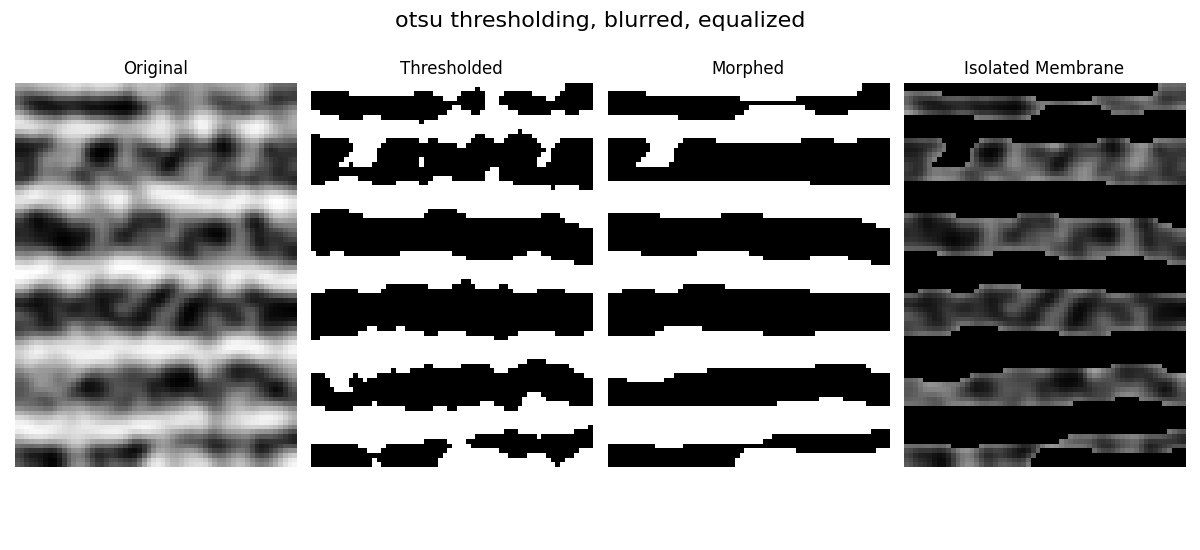 otsu thresholding, blurred, equalized
Original
Thresholded
Morphed
Isolated Membrane